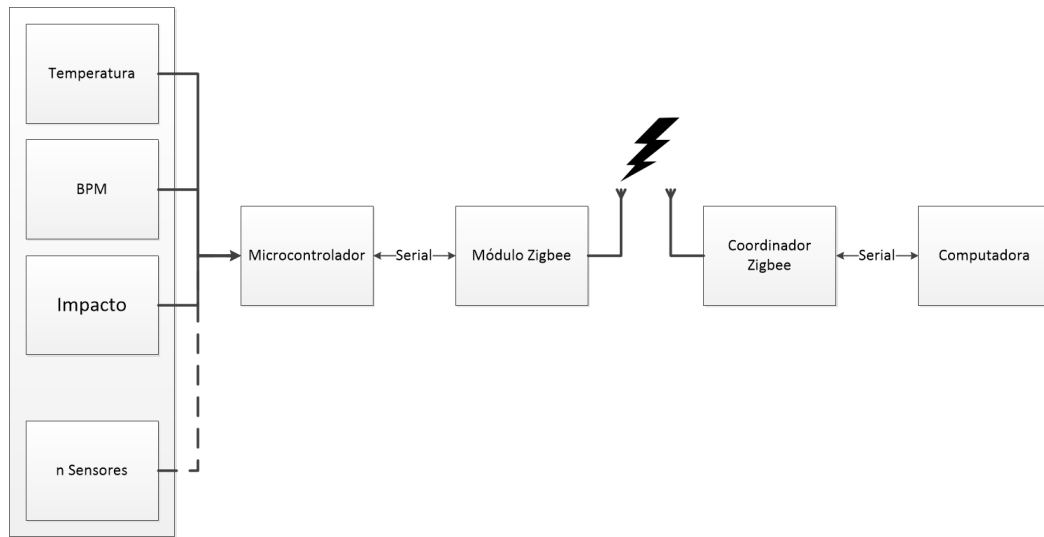 Temperatura
BPM
Impacto
n Sensores
Microcontrolador
Serial
Módulo Zigbee
Coordinador
Zigbee
Serial
Computadora